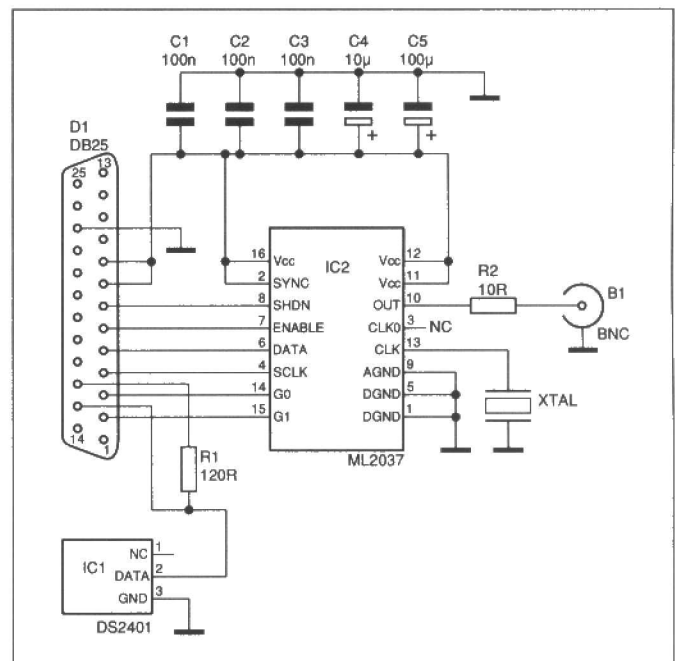 C1 C2 C3 C4 C5
100n 100n 100n 10µ 100µ
+ +
D1
DB25
25 13
14 1
16 Vcc
2 SYNC
8 SHDN
7 ENABLE
6 DATA
4 SCLK
14 G0
15 G1
IC2
Vcc 12
Vcc 11
OUT 10
CLK0 3 NC
CLK 13
AGND 9
DGND 5
DGND 1
ML2037
R2
10R
B1
BNC
XTAL
R1
120R
IC1
NC 1
DATA 2
GND 3
DS2401